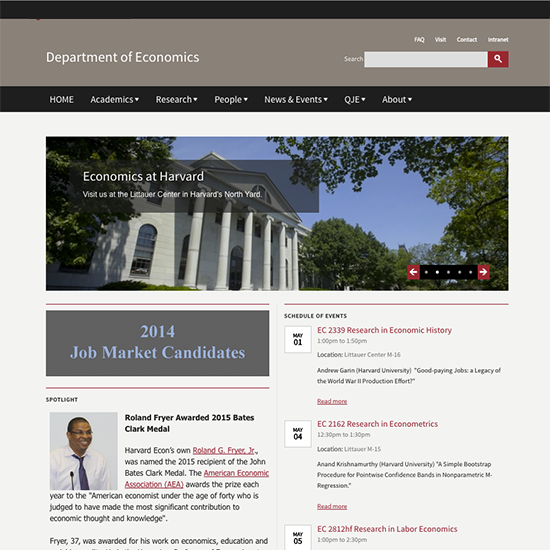 FAQ Visit Contact Intranet
Department of Economics
Search
HOME Academics Research People News & Events QJE About
Economics at Harvard
Visit us at the Littauer Center in Harvard's North Yard.
2014
Job Market Candidates
SPOTLIGHT
Roland Fryer Awarded 2015 Bates
Clark Medal
Harvard Econ's own Roland G. Fryer, Jr.,
was named the 2015 recipient of the John
Bates Clark Medal. The American Economic
Association (AEA) awards the prize each
year to the "American economist under the age of forty who is
judged to have made the most significant contribution to
economic thought and knowledge".
Fryer, 37, was awarded for his work on economics, education and
SCHEDULE OF EVENTS
MAY
01
EC 2339 Research in Economic History
1:00pm to 1:50pm
Location: Littauer Center M-16
Andrew Garin (Harvard University) "Good-paying Jobs: a Legacy of
the World War II Production Effort?"
Read more
MAY
04
EC 2162 Research in Econometrics
12:30pm to 1:30pm
Location: Littauer M-15
Anand Krishnamurthy (Harvard University) "A Simple Bootstrap
Procedure for Pointwise Confidence Bands in Nonparametric M-
Regression."
Read more
MAY
05
EC 2812hf Research in Labor Economics
1:00pm to 2:30pm